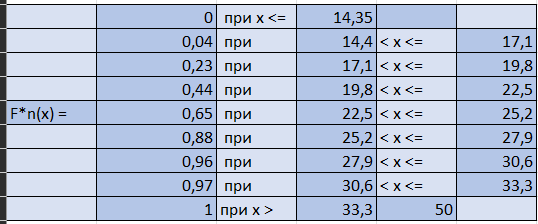 0 при x <= 14,35
0,04 при 14,4 < x <= 17,1
0,23 при 17,1 < x <= 19,8
0,44 при 19,8 < x <= 22,5
F*n(x) = 0,65 при 22,5 < x <= 25,2
0,88 при 25,2 < x <= 27,9
0,96 при 27,9 < x <= 30,6
0,97 при 30,6 < x <= 33,3
1 при x > 33,3 50